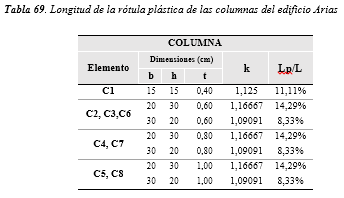 Tabla 69. Longitud de la rótula plástica de las columnas del edificio Arias
COLUMNA
Elemento Dimensiones (cm) k Lp/L
b h t
C1 15 15 0,40 1,125 11,11%
C2, C3,C6 20 30 0,60 1,16667 14,29%
30 20 0,60 1,09091 8,33%
C4, C7 20 30 0,80 1,16667 14,29%
30 20 0,80 1,09091 8,33%
C5, C8 20 30 1,00 1,16667 14,29%
30 20 1,00 1,09091 8,33%